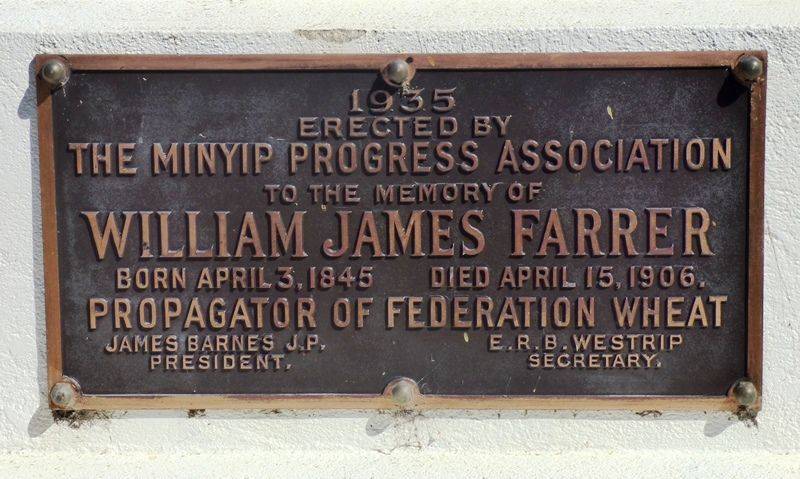 1935
ERECTED BY
THE MINYIP PROGRESS ASSOCIATION
TO THE MEMORY OF
WILLIAM JAMES FARRER
BORN APRIL 3, 1845 DIED APRIL 15, 1906.
PROPAGATOR OF FEDERATION WHEAT
JAMES BARNES J.P. E.R.B. WESTRIP
PRESIDENT. SECRETARY.